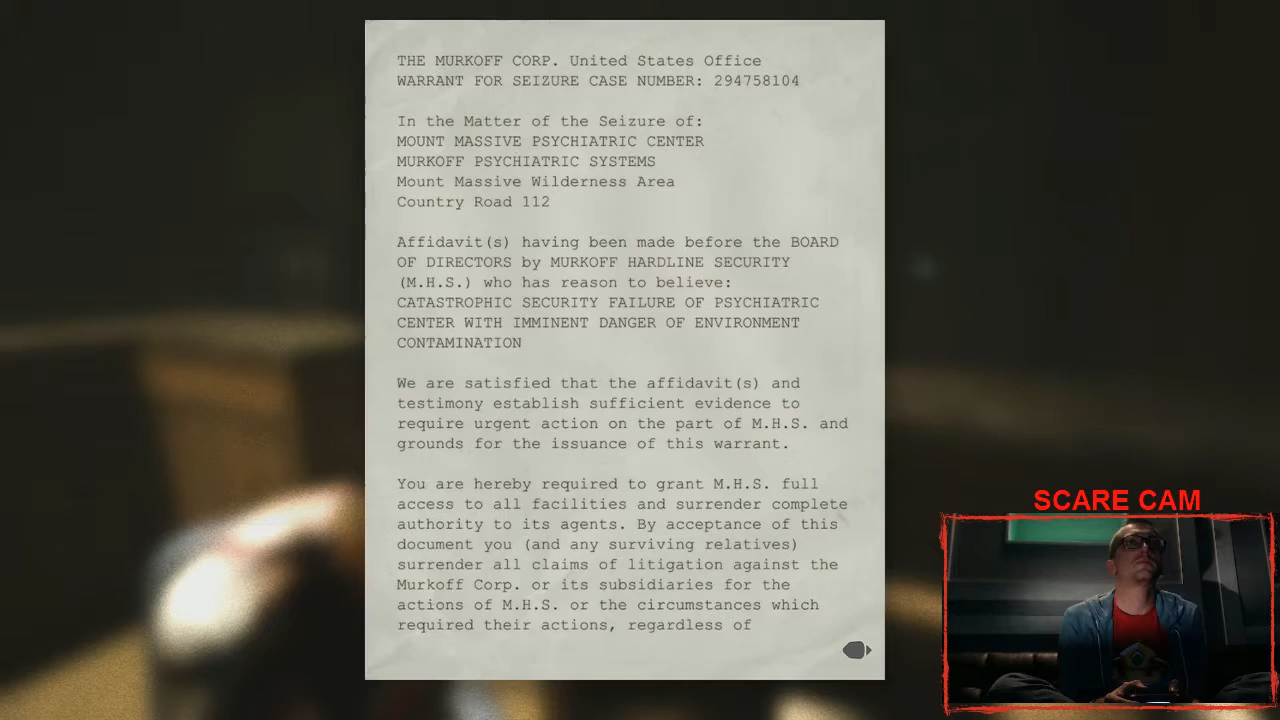 THE MURKOFF CORP. United States Office
WARRANT FOR SEIZURE CASE NUMBER: 294758104
In the Matter of the Seizure of:
MOUNT MASSIVE PSYCHIATRIC CENTER
MURKOFF PSYCHIATRIC SYSTEMS
Mount Massive Wilderness Area
Country Road 112
Affidavit(s) having been made before the BOARD
OF DIRECTORS by MURKOFF HARDLINE SECURITY
(M.H.S.) who has reason to believe:
CATASTROPHIC SECURITY FAILURE OF PSYCHIATRIC
CENTER WITH IMMINENT DANGER OF ENVIRONMENT
CONTAMINATION
We are satisfied that the affidavit(s) and
testimony establish sufficient evidence to
require urgent action on the part of M.H.S. and
grounds for the issuance of this warrant.
You are hereby required to grant M.H.S. full
access to all facilities and surrender complete
authority to its agents. By acceptance of this
document you (and any surviving relatives)
surrender all claims of litigation against the
Murkoff Corp. or its subsidiaries for the
actions of M.H.S. or the circumstances which
required their actions, regardless of
SCARE CAM